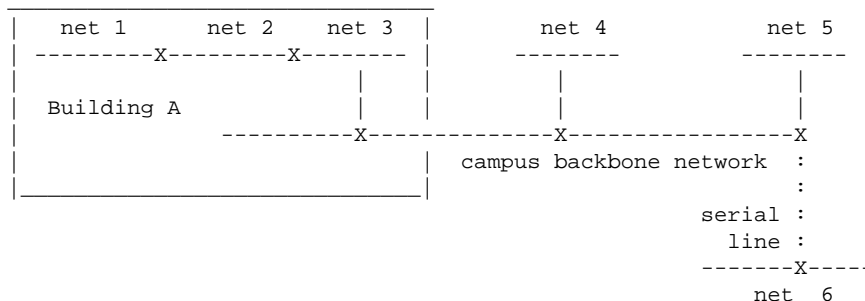 net 1 net 2 net 3 net 4 net 5
---------X---------X-------- -------- --------
Building A
----------X--------------X-----------------X
campus backbone network :
:
serial :
line :
-------X-----
net 6